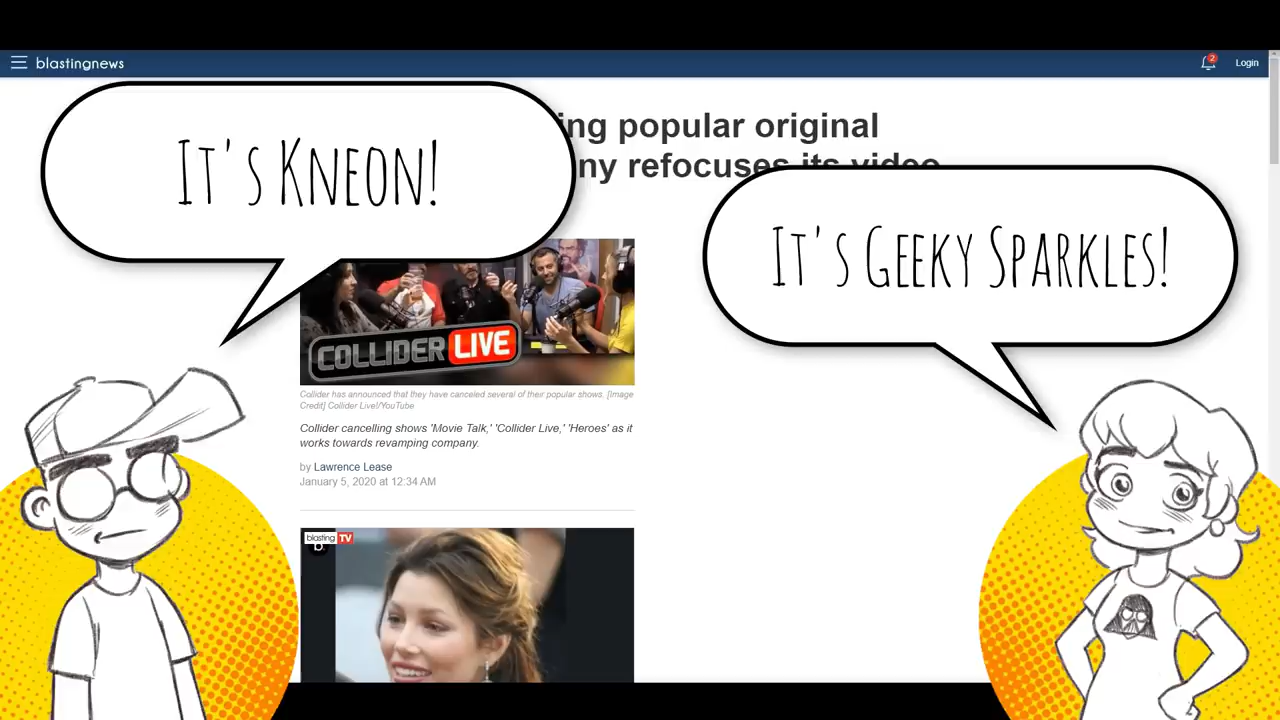 blastingnews
2
Login
ing popular original
ny refocuses its video
It's Kneon!
It's Geeky Sparkles!
COLLIDER LIVE
Collider has announced that they have canceled several of their popular shows. [Image
Credit] Collider Live!/YouTube
Collider cancelling shows 'Movie Talk,' 'Collider Live,' 'Heroes' as it
works towards revamping company.
by Lawrence Lease
January 5, 2020 at 12:34 AM
blasting TV
b.